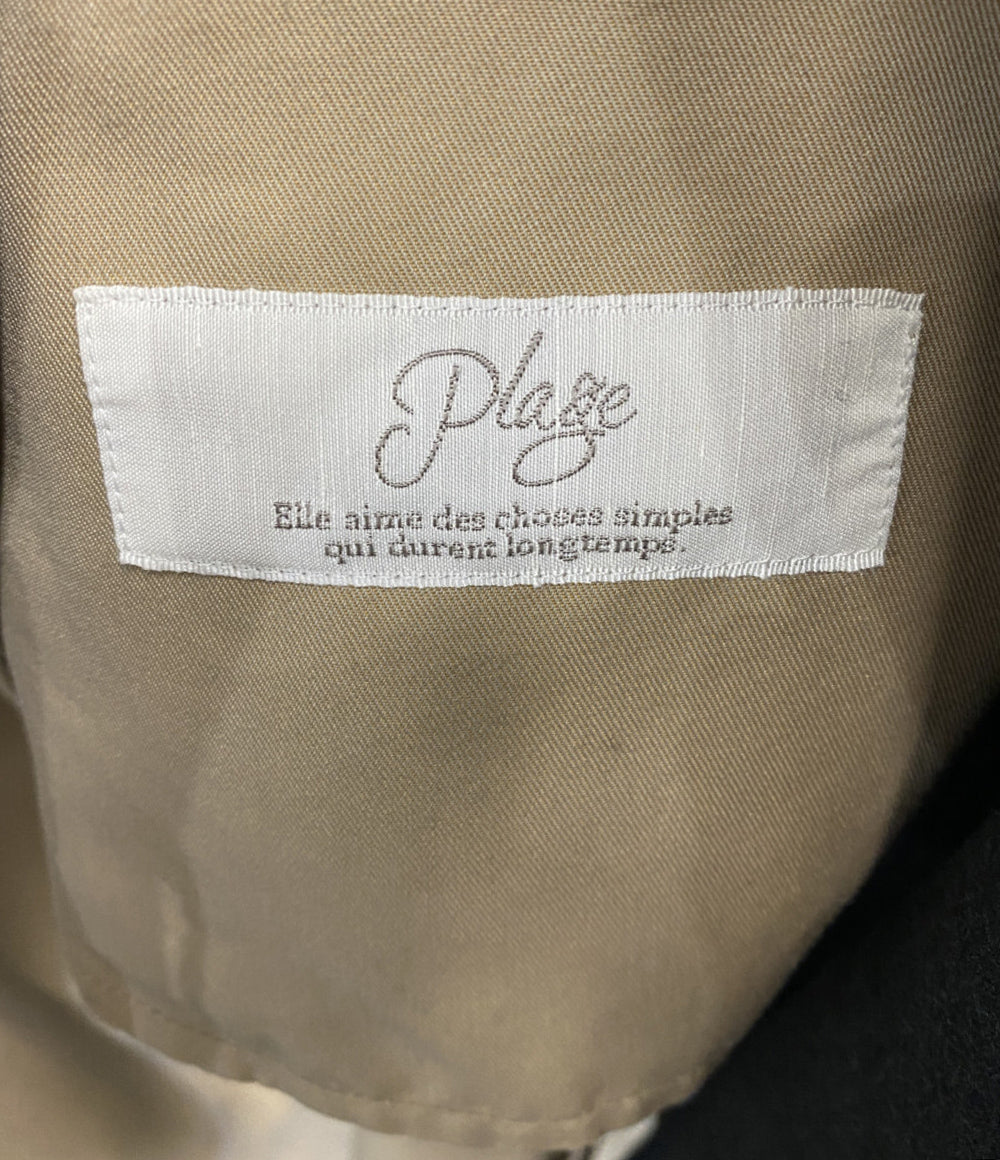 Plage
Elle aime des choses simples
qui durent longtemps.